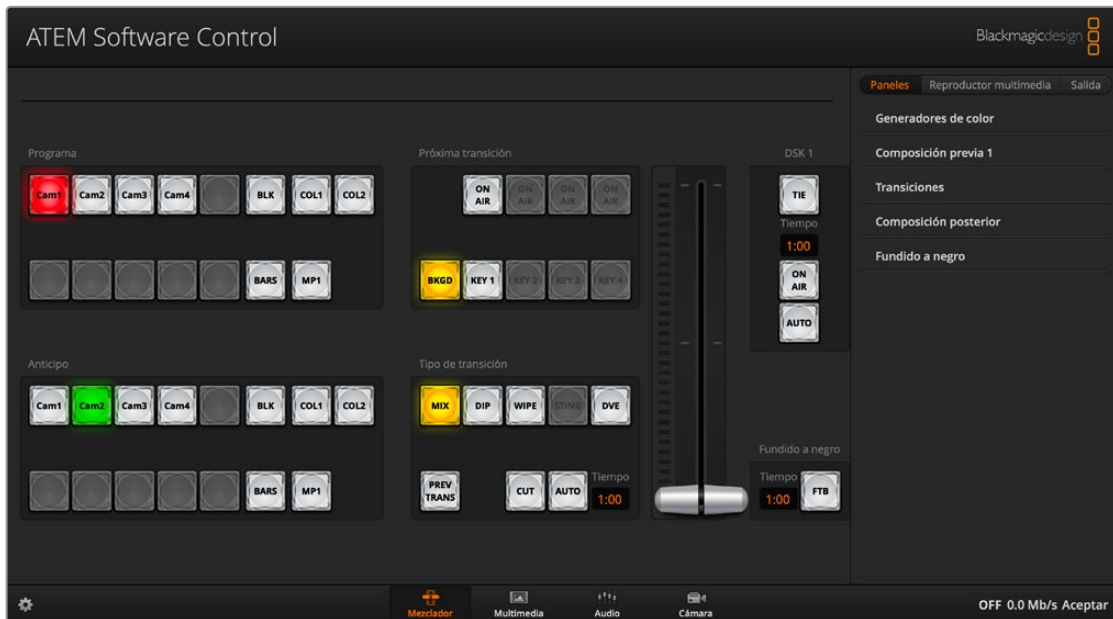 ATEM Software Control
Blackmagicdesign
Paneles Reproductor multimedia Salida
Generadores de color
Composición previa 1
Transiciones
Composición posterior
Fundido a negro
Programa
Cam1 Cam2 Cam3 Cam4 BLK COL1 COL2
BARS MP1
Próxima transición
ON AIR ON AIR ON AIR ON AIR
BKGD KEY 1 KEY 2 KEY 3 KEY 4
DSK 1
TIE
Tiempo
1:00
ON AIR
AUTO
Anticipo
Cam1 Cam2 Cam3 Cam4 BLK COL1 COL2
BARS MP1
Tipo de transición
MIX DIP WIPE STING DVE
PREV TRANS CUT AUTO
Tiempo
1:00
Fundido a negro
Tiempo
1:00 FTB
Mezclador Multimedia Audio Cámara
OFF 0.0 Mb/s Aceptar